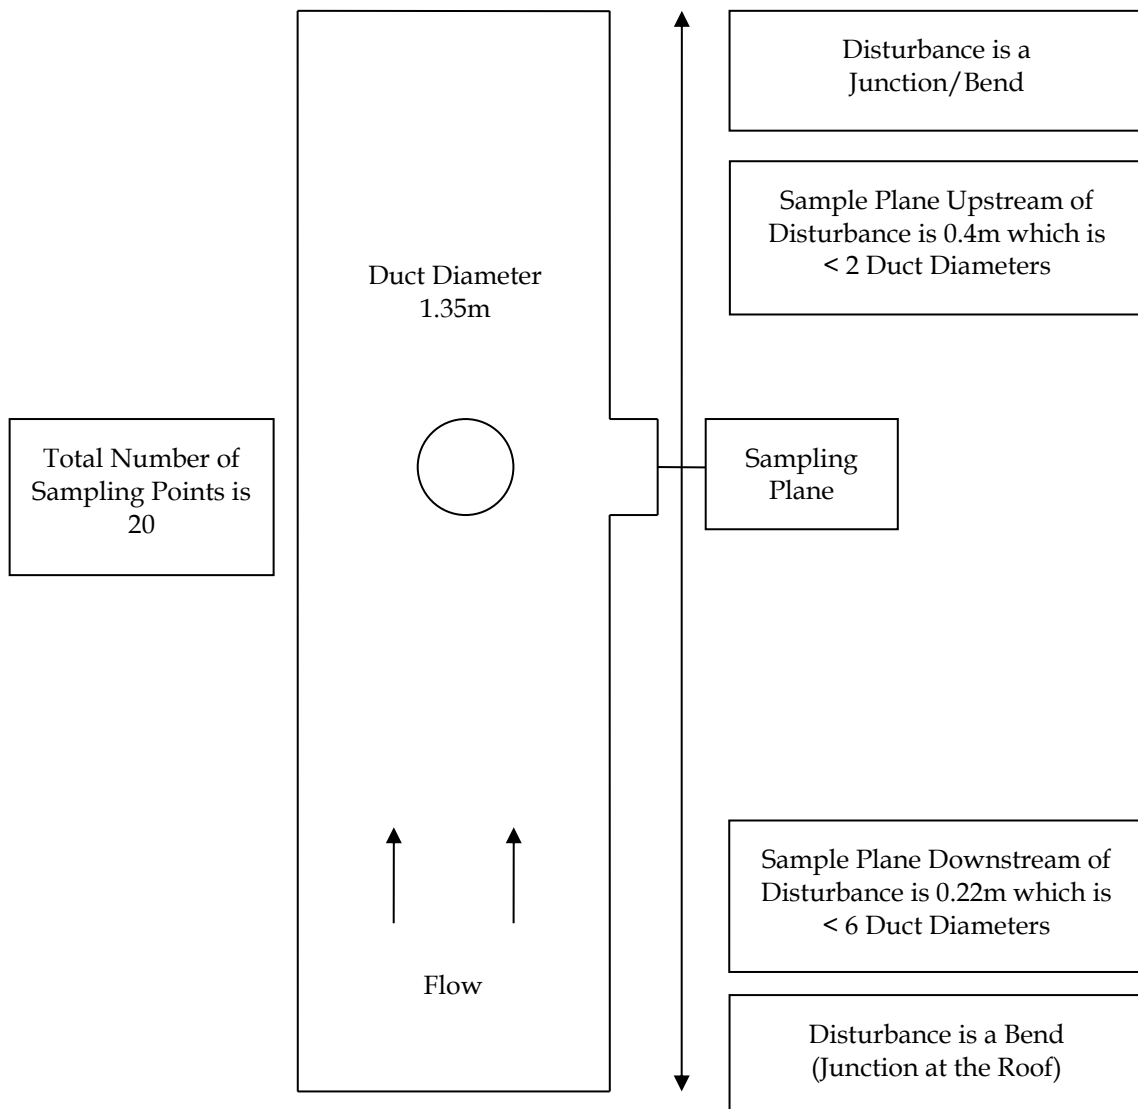 Disturbance is a
Junction/Bend
Sample Plane Upstream of
Disturbance is 0.4m which is
< 2 Duct Diameters
Duct Diameter
1.35m
Total Number of
Sampling Points is
20
Sampling
Plane
Sample Plane Downstream of
Disturbance is 0.22m which is
< 6 Duct Diameters
Flow
Disturbance is a Bend
(Junction at the Roof)